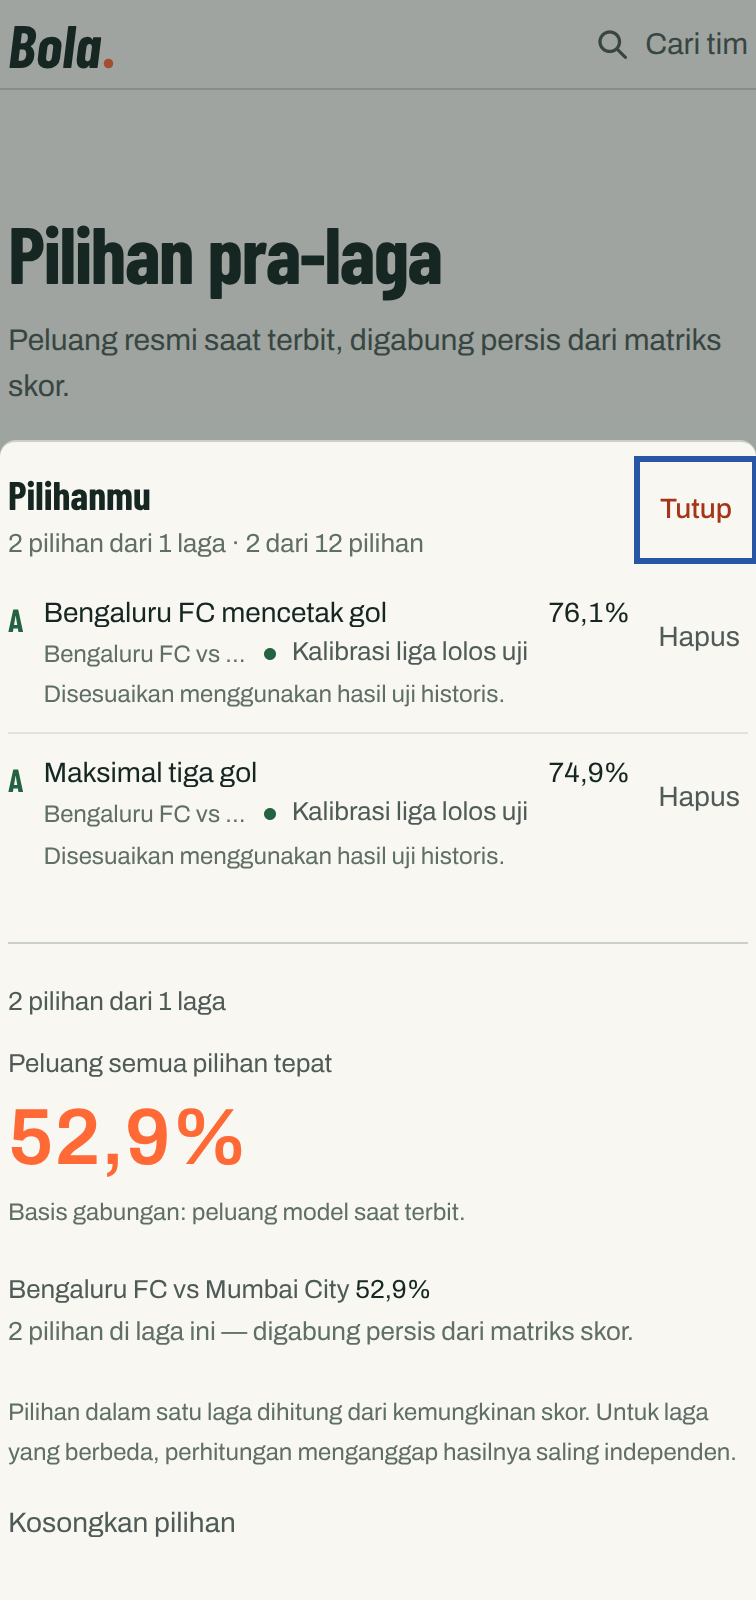 Bola.
Cari tim
Pilihan pra-laga
Peluang resmi saat terbit, digabung persis dari matriks
skor.
Pilihanmu
Tutup
2 pilihan dari 1 laga · 2 dari 12 pilihan
A Bengaluru FC mencetak gol 76,1%
Hapus
Bengaluru FC vs ... ● Kalibrasi liga lolos uji
Disesuaikan menggunakan hasil uji historis.
A Maksimal tiga gol 74,9%
Hapus
Bengaluru FC vs ... ● Kalibrasi liga lolos uji
Disesuaikan menggunakan hasil uji historis.
2 pilihan dari 1 laga
Peluang semua pilihan tepat
52,9%
Basis gabungan: peluang model saat terbit.
Bengaluru FC vs Mumbai City 52,9%
2 pilihan di laga ini — digabung persis dari matriks skor.
Pilihan dalam satu laga dihitung dari kemungkinan skor. Untuk laga
yang berbeda, perhitungan menganggap hasilnya saling independen.
Kosongkan pilihan